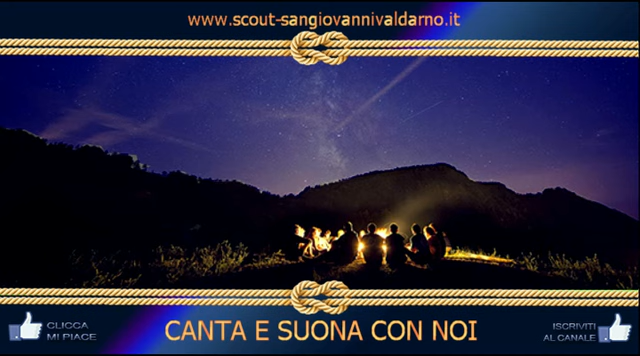 www.scout-sangiovannivaldarno.it
CLICCA
MI PIACE
CANTA E SUONA CON NOI
ISCRIVITI
AL CANALE